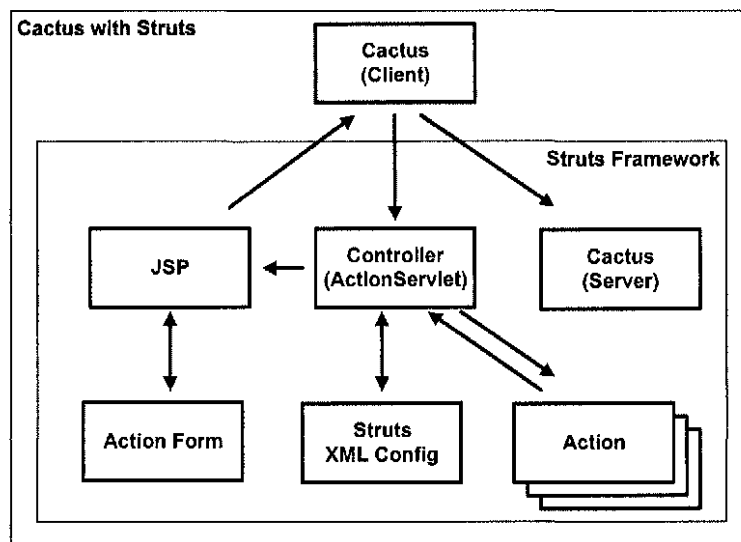 Cactus with Struts
Cactus
(Client)
Struts Framework
JSP
Controller
(ActionServlet)
Cactus
(Server)
Action Form
Struts
XML Config
Action